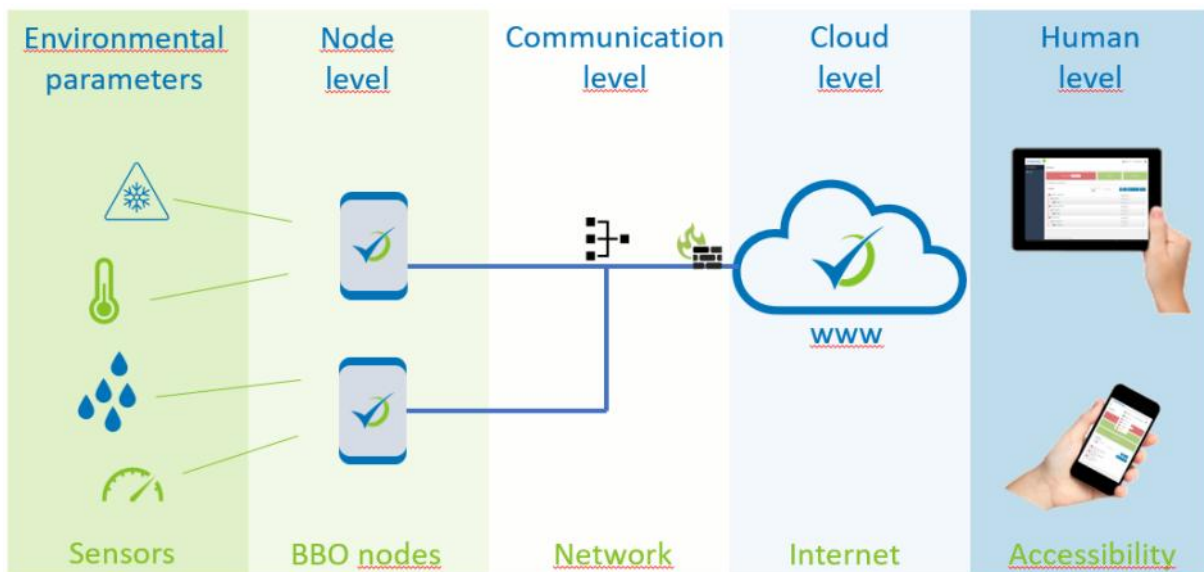 Environmental
parameters
Node
level
Communication
level
Cloud
level
Human
level
www
Sensors
BBO nodes
Network
Internet
Accessibility